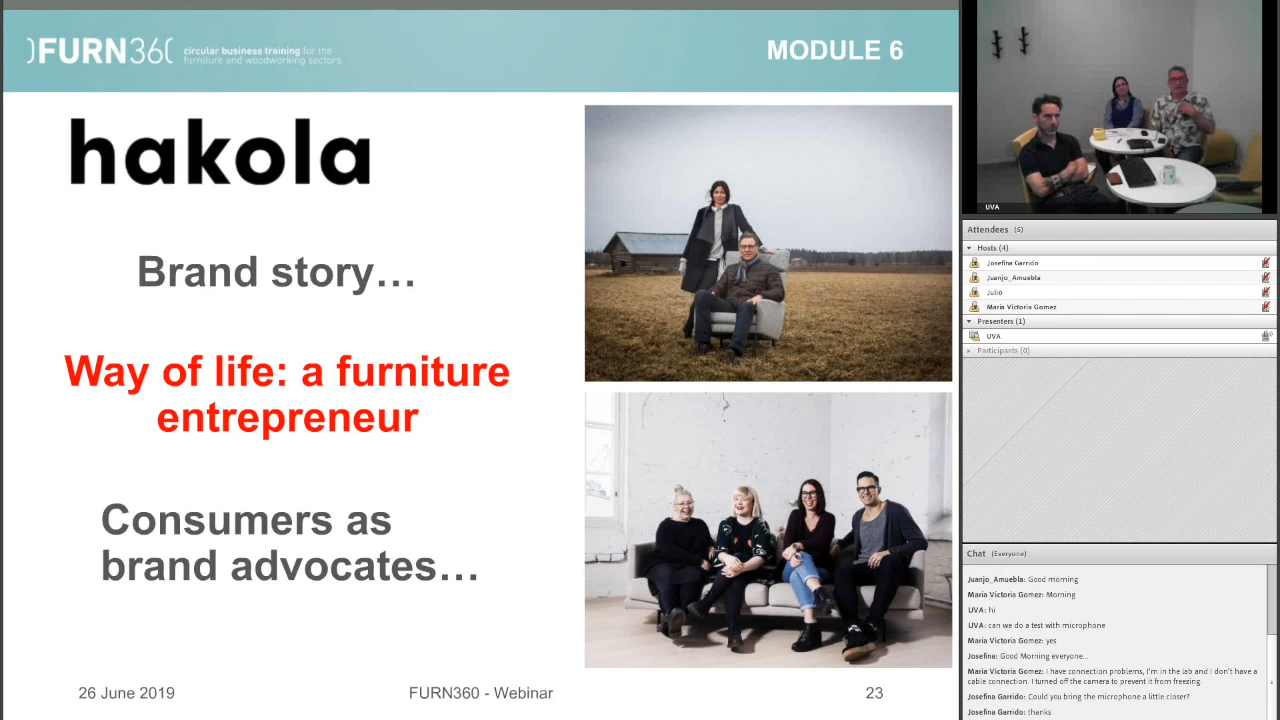 )FURN360(
circular business training for the
furniture and woodworking sectors
MODULE 6
hakola
Brand story…
Way of life: a furniture
entrepreneur
Consumers as
brand advocates…
26 June 2019
FURN360 - Webinar
23
UVA
Attendees (5)
Hosts (4)
Josefina Garrido
Juanjo_Amuebla
Julio
Maria Victoria Gomez
Presenters (1)
UVA
Participants (0)
Chat (Everyone)
Juanjo_Amuebla: Good morning
Maria Victoria Gomez: Morning
UVA: hi
UVA: can we do a test with microphone
Maria Victoria Gomez: yes
Josefina: Good Morning everyone...
Maria Victoria Gomez: I have connection problems, I'm in the lab and I don't have a
cable connection. I turned off the camera to prevent it from freezing.
Josefina Garrido: Could you bring the microphone a little closer?
Josefina Garrido: thanks